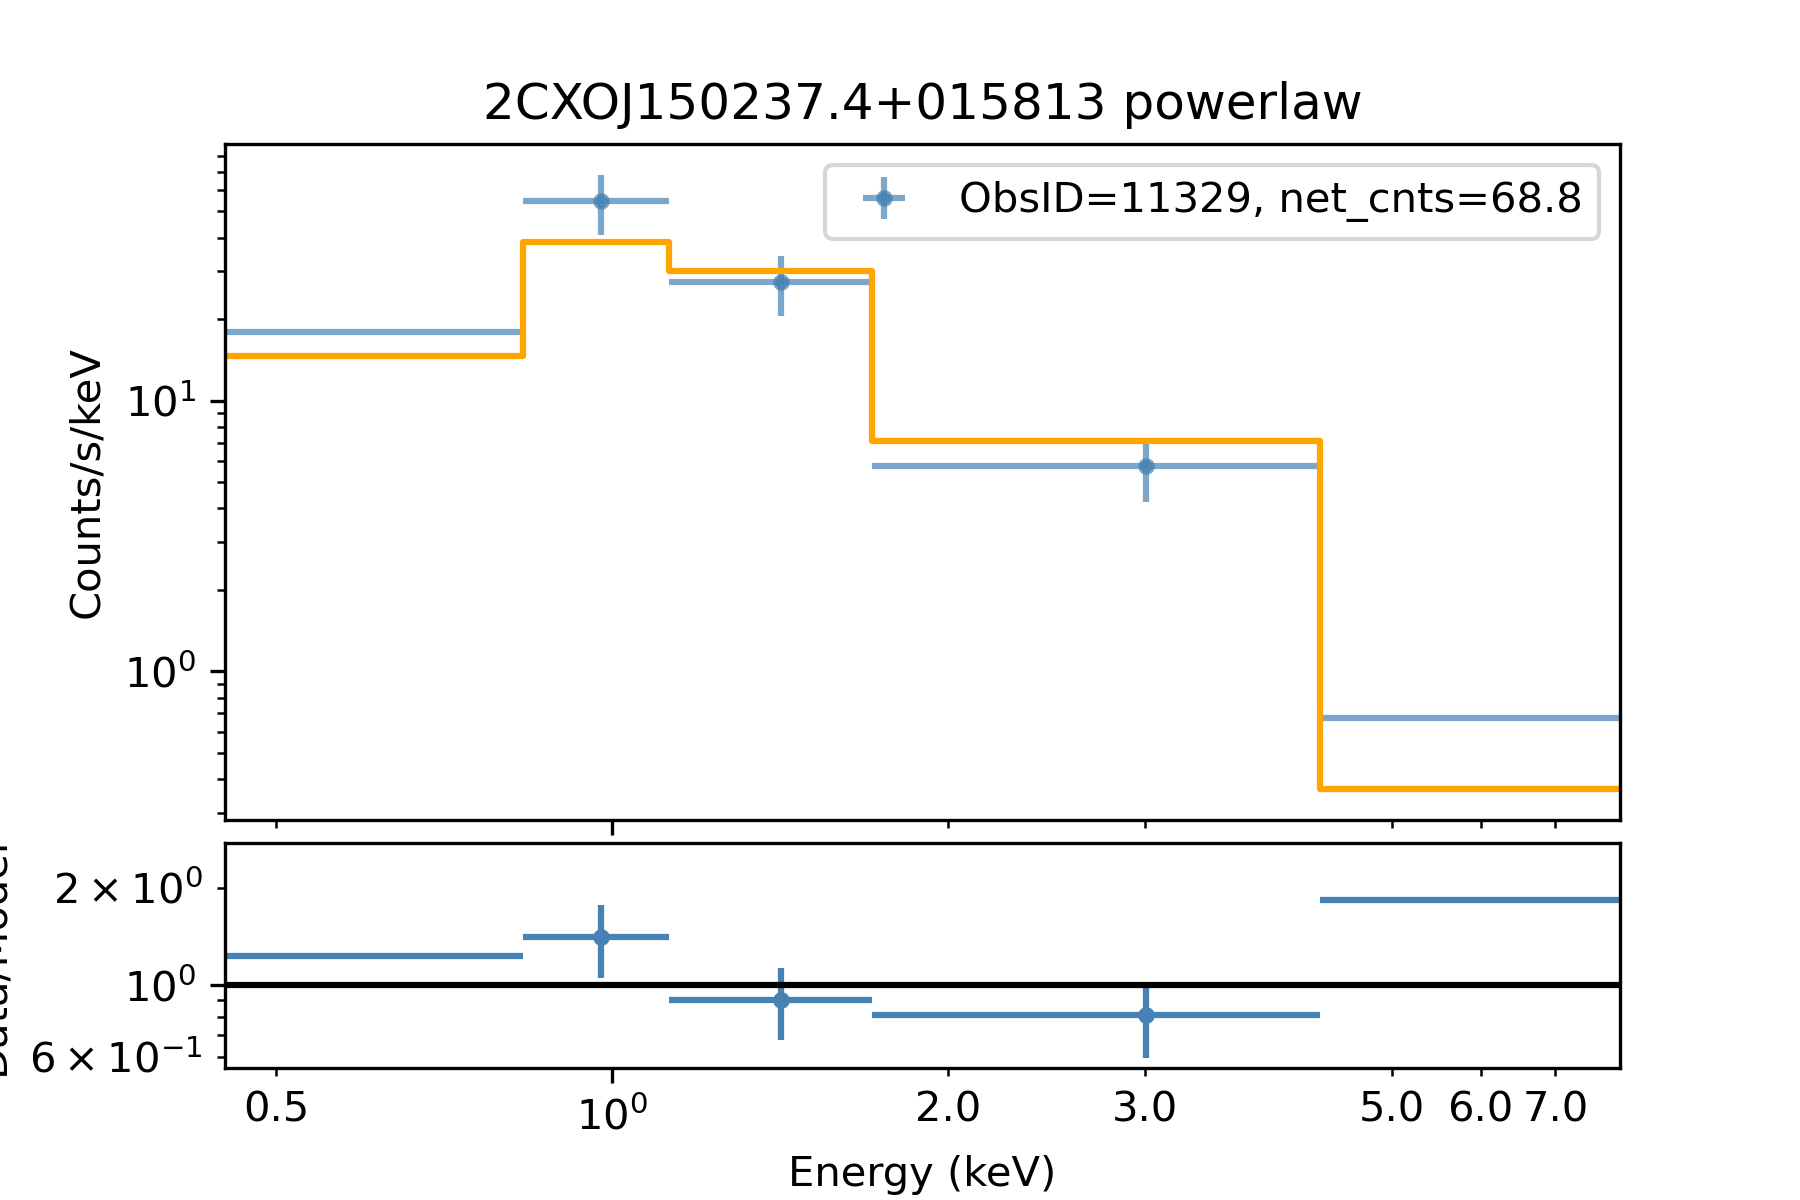 2CXOJ150237.4+015813 powerlaw
ObsID=11329, net_cnts=68.8
Counts/s/keV
10¹
10⁰
2 × 10⁰
10⁰
6 × 10⁻¹
0.5 10⁰ 2.0 3.0 5.0 6.0 7.0
Energy (keV)